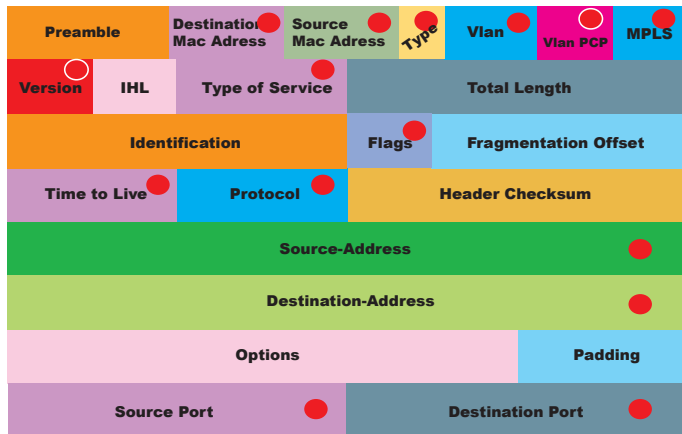 Preamble
Destination
Mac Adress
Source
Mac Adress
Type
Vlan
Vlan PCP
MPLS
Version
IHL
Type of Service
Total Length
Identification
Flags
Fragmentation Offset
Time to Live
Protocol
Header Checksum
Source-Address
Destination-Address
Options
Padding
Source Port
Destination Port